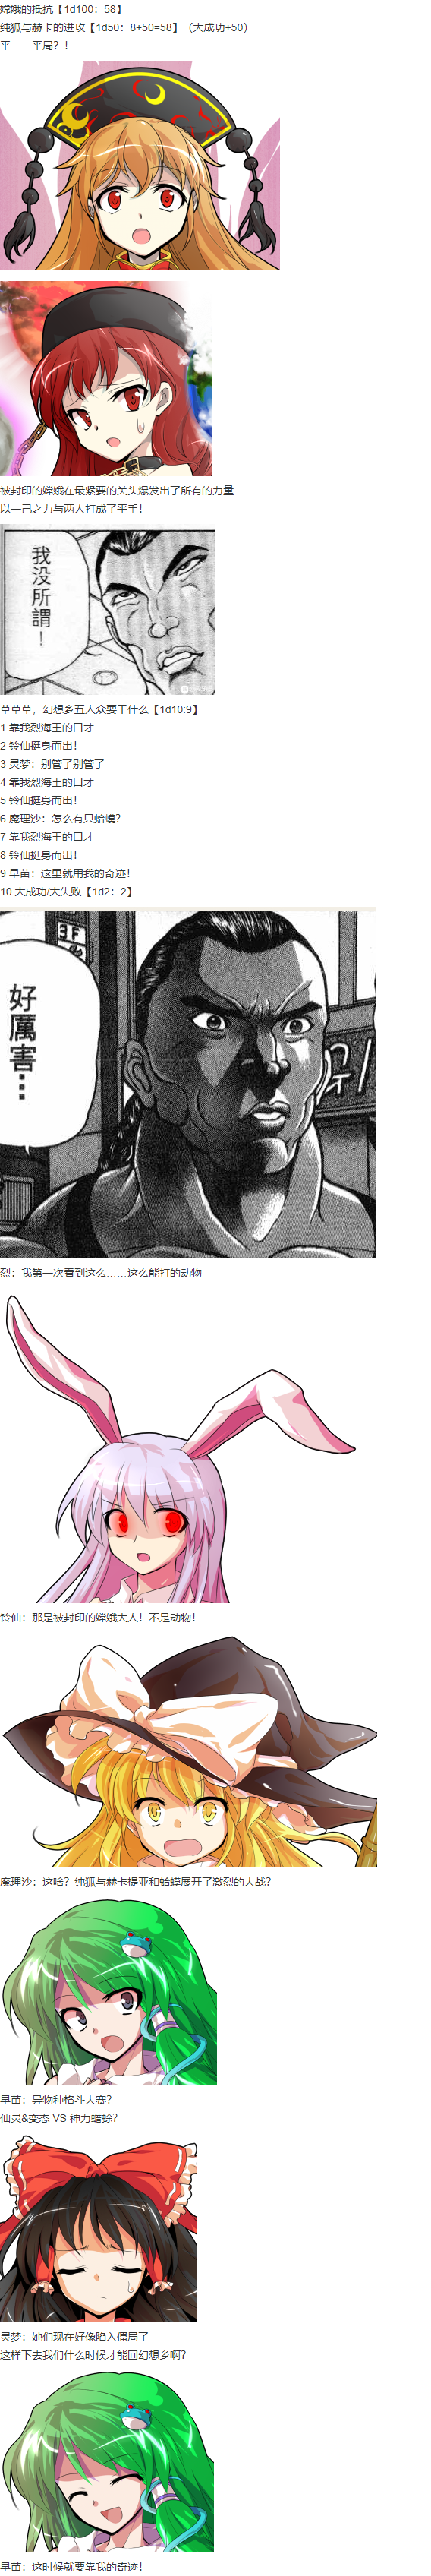 嫦娥的抵抗【1d100：58】
纯狐与赫卡的进攻【1d50：8+50=58】（大成功+50）
平……平局？！
被封印的嫦娥在最紧要的关头爆发出了所有的力量
以一己之力与两人打成了平手！
我没所謂！
草草草，幻想乡五人众要干什么【1d10:9】
1 靠我烈海王的口才
2 铃仙挺身而出！
3 灵梦：别管了别管了
4 靠我烈海王的口才
5 铃仙挺身而出！
6 魔理沙：怎么有只蛤蟆？
7 靠我烈海王的口才
8 铃仙挺身而出！
9 早苗：这里就用我的奇迹！
10 大成功/大失败【1d2：2】
3F
好厲害…
烈：我第一次看到这么……这么能打的动物
铃仙：那是被封印的嫦娥大人！不是动物！
魔理沙：这啥？纯狐与赫卡提亚和蛤蟆展开了激烈的大战？
早苗：异物种格斗大赛？
仙灵&变态 VS 神力蟾蜍？
灵梦：她们现在好像陷入僵局了
这样下去我们什么时候才能回幻想乡啊？
早苗：这时候就要靠我的奇迹！